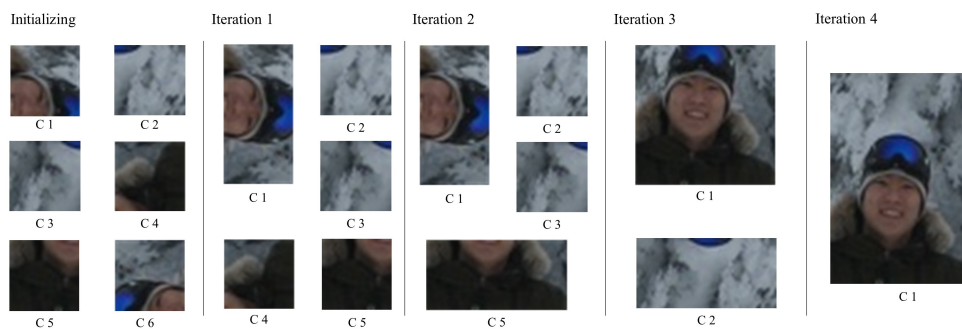 Initializing
Iteration 1
Iteration 2
Iteration 3
Iteration 4
C 1
C 2
C 3
C 4
C 5
C 6
C 1
C 2
C 3
C 4
C 5
C 1
C 2
C 3
C 5
C 1
C 2
C 1